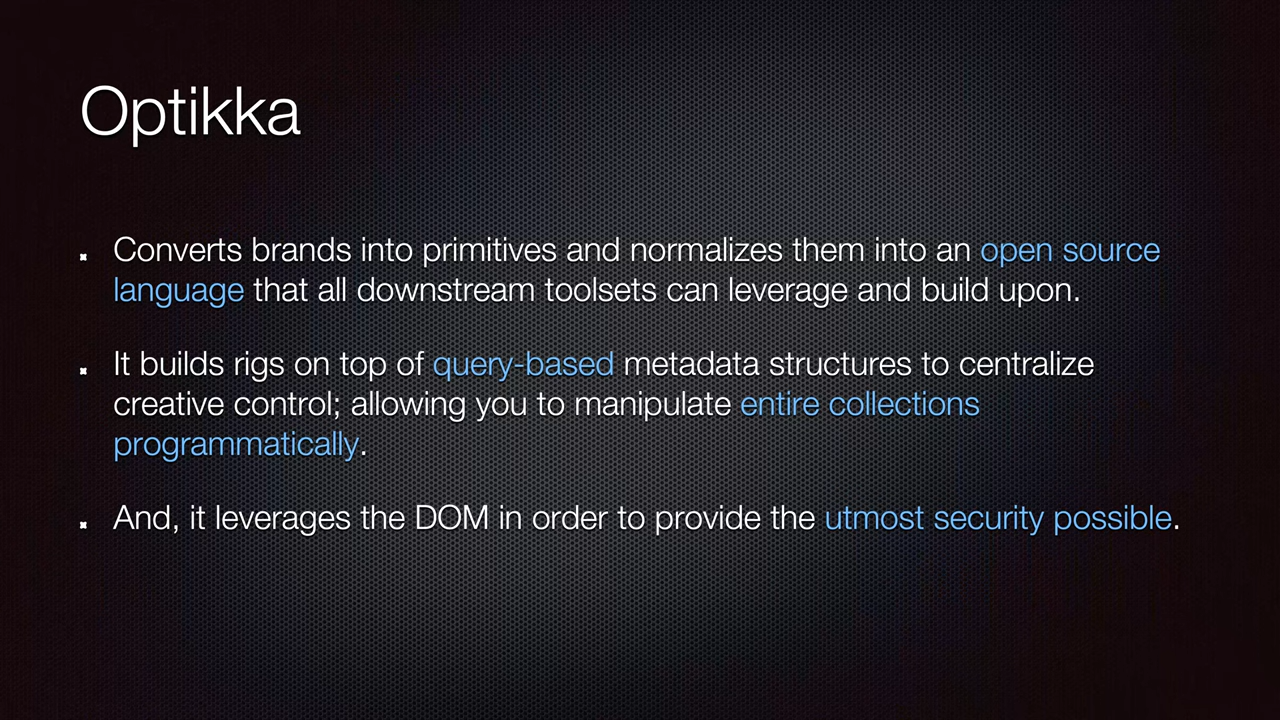 Optikka
Converts brands into primitives and normalizes them into an open source
language that all downstream toolsets can leverage and build upon.
It builds rigs on top of query-based metadata structures to centralize
creative control; allowing you to manipulate entire collections
programmatically.
And, it leverages the DOM in order to provide the utmost security possible.